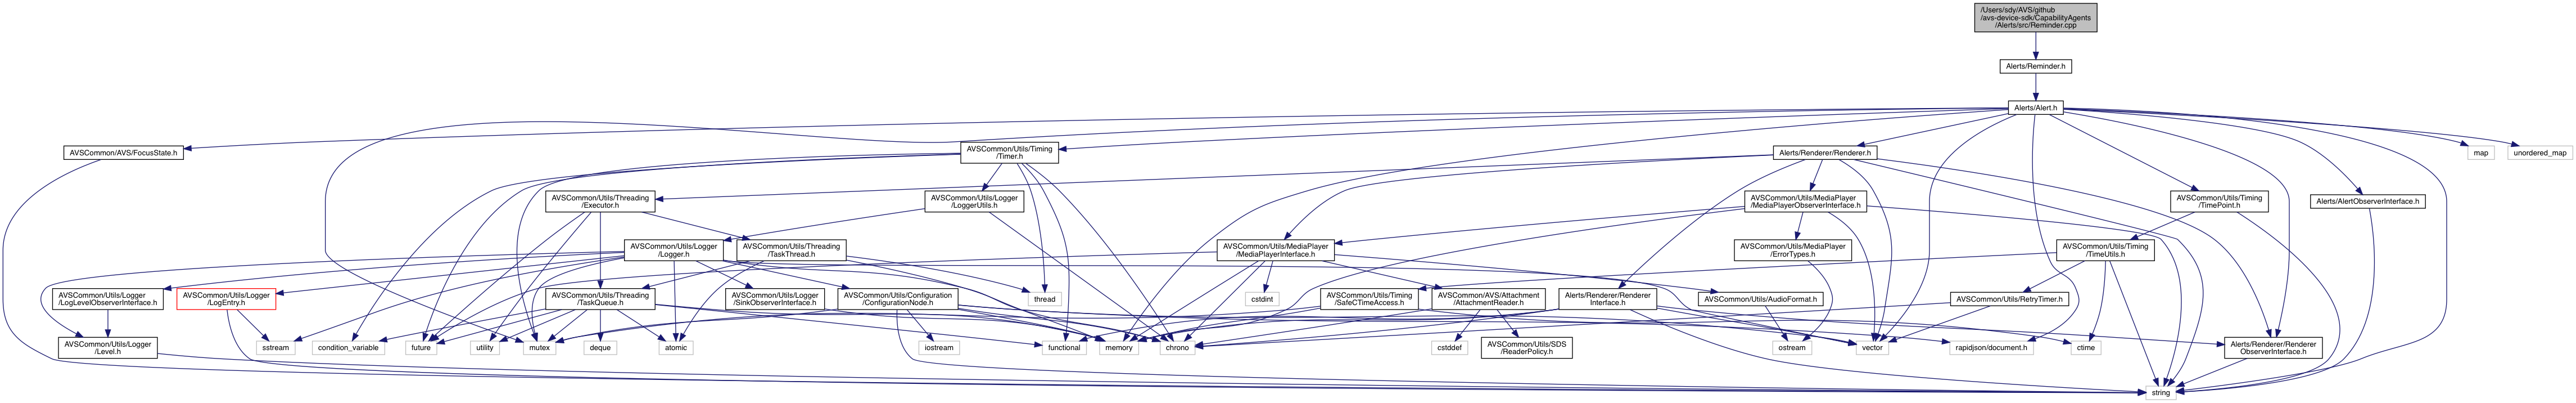 /Users/sdy/AVS/github
/avs-device-sdk/CapabilityAgents
/Alerts/src/Reminder.cpp
Alerts/Reminder.h
Alerts/Alert.h
AVSCommon/AVS/FocusState.h
AVSCommon/Utils/Timing
/Timer.h
Alerts/Renderer/Renderer.h
map
unordered_map
AVSCommon/Utils/Threading
/Executor.h
AVSCommon/Utils/Logger
/LoggerUtils.h
AVSCommon/Utils/MediaPlayer
/MediaPlayerObserverInterface.h
AVSCommon/Utils/Timing
/TimePoint.h
Alerts/AlertObserverInterface.h
AVSCommon/Utils/Logger
/Logger.h
AVSCommon/Utils/Threading
/TaskThread.h
AVSCommon/Utils/MediaPlayer
/MediaPlayerInterface.h
AVSCommon/Utils/MediaPlayer
/ErrorTypes.h
AVSCommon/Utils/Timing
/TimeUtils.h
AVSCommon/Utils/Logger
/LogLevelObserverInterface.h
AVSCommon/Utils/Logger
/LogEntry.h
AVSCommon/Utils/Threading
/TaskQueue.h
AVSCommon/Utils/Logger
/SinkObserverInterface.h
AVSCommon/Utils/Configuration
/ConfigurationNode.h
thread
cstdint
AVSCommon/Utils/Timing
/SafeCTimeAccess.h
AVSCommon/AVS/Attachment
/AttachmentReader.h
Alerts/Renderer/Renderer
Interface.h
AVSCommon/Utils/AudioFormat.h
AVSCommon/Utils/RetryTimer.h
AVSCommon/Utils/Logger
/Level.h
sstream
condition_variable
future
utility
mutex
deque
atomic
iostream
functional
memory
chrono
cstddef
AVSCommon/Utils/SDS
/ReaderPolicy.h
ostream
vector
rapidjson/document.h
ctime
Alerts/Renderer/Renderer
ObserverInterface.h
string